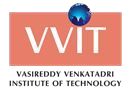 VVIT
VASIREDDY VENKATADRI
INSTITUTE OF TECHNOLOGY